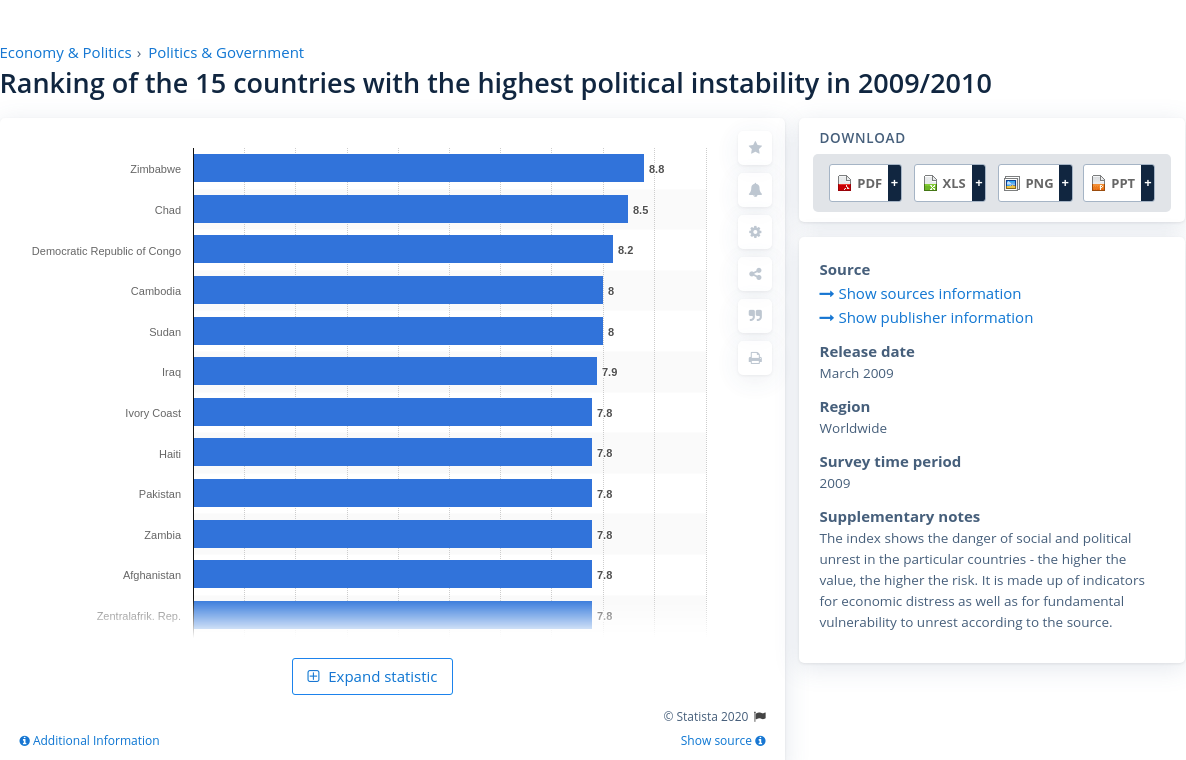 Economy & Politics › Politics & Government
Ranking of the 15 countries with the highest political instability in 2009/2010
Zimbabwe 8.8
Chad 8.5
Democratic Republic of Congo 8.2
Cambodia 8
Sudan 8
Iraq 7.9
Ivory Coast 7.8
Haiti 7.8
Pakistan 7.8
Zambia 7.8
Afghanistan 7.8
Zentralafrik. Rep. 7.8
Expand statistic
© Statista 2020
Additional Information
Show source
DOWNLOAD
PDF + XLS + PNG + PPT +
Source
Show sources information
Show publisher information
Release date
March 2009
Region
Worldwide
Survey time period
2009
Supplementary notes
The index shows the danger of social and political
unrest in the particular countries - the higher the
value, the higher the risk. It is made up of indicators
for economic distress as well as for fundamental
vulnerability to unrest according to the source.